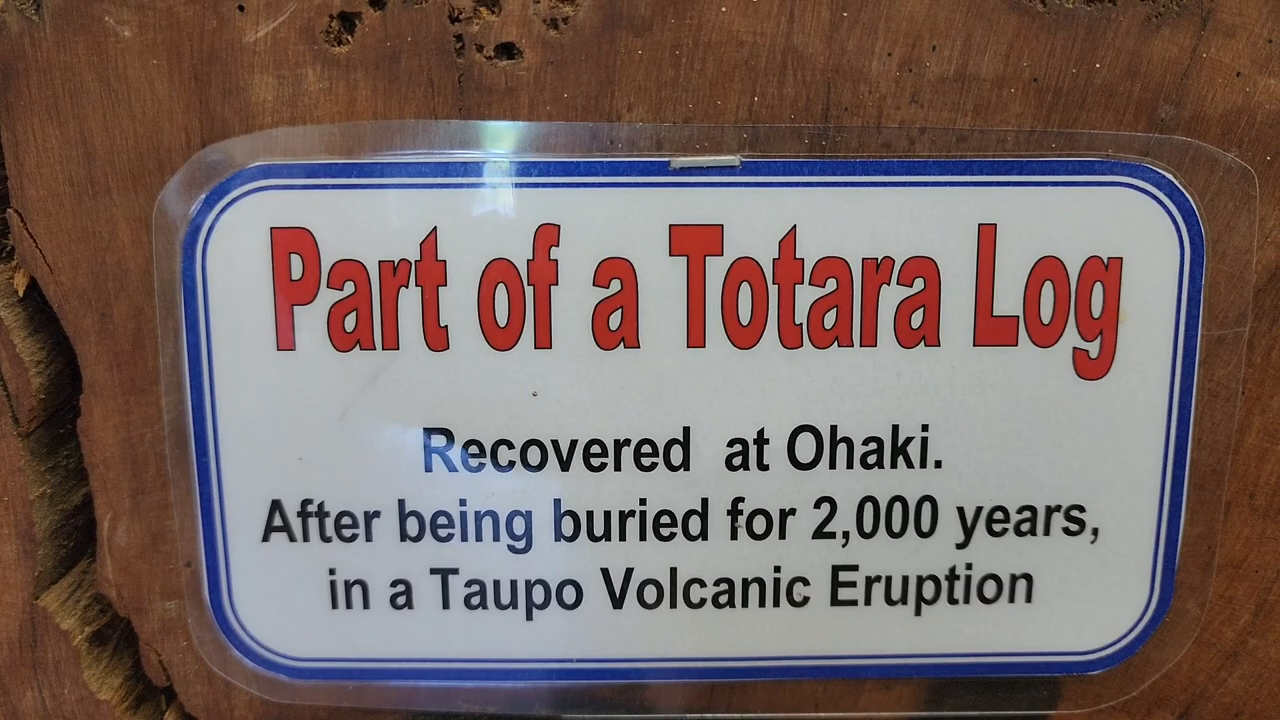 Part of a Totara Log
Recovered at Ohaki.
After being buried for 2,000 years,
in a Taupo Volcanic Eruption